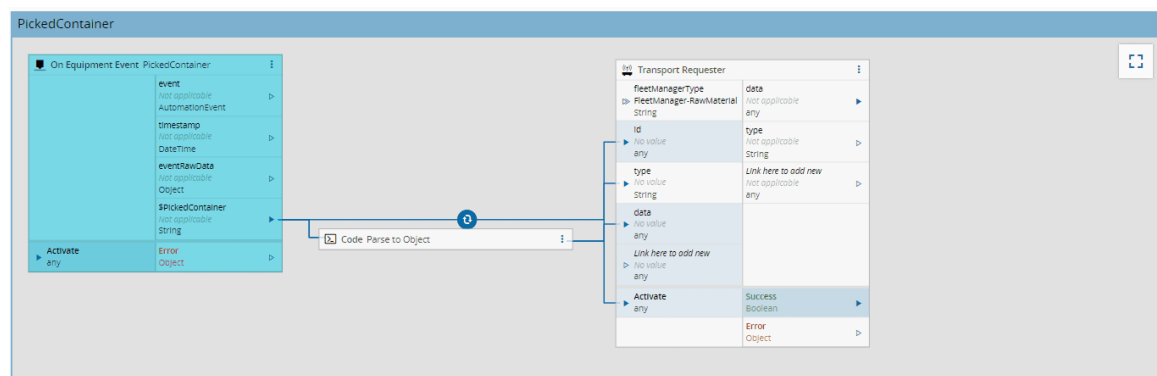 PickedContainer
On Equipment Event PickedContainer
event
Not applicable
AutomationEvent
timestamp
Not applicable
DateTime
eventRawData
Not applicable
Object
$PickedContainer
Not applicable
String
Activate
any
Error
Object
Code Parse to Object
Transport Requester
fleetManagerType
FleetManager-RawMaterial
String
data
Not applicable
any
Id
No value
any
type
Not applicable
String
type
No value
String
Link here to add new
Not applicable
any
data
No value
any
Link here to add new
No value
any
Activate
any
Success
Boolean
Error
Object